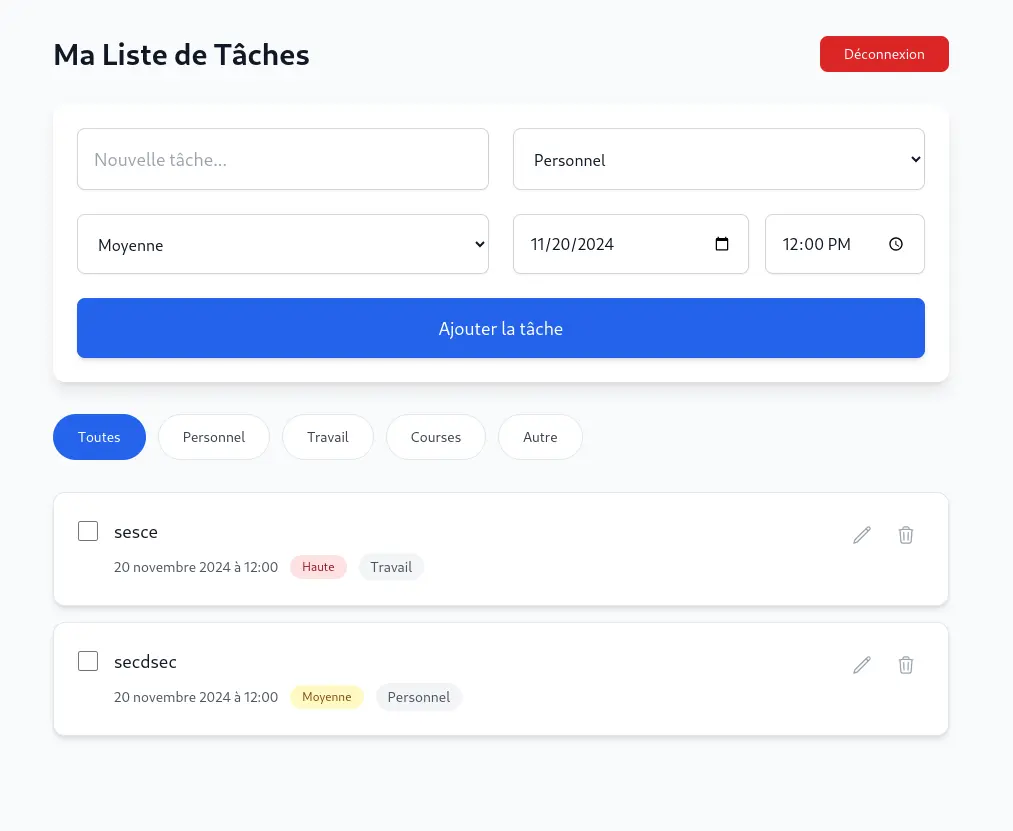 Ma Liste de Tâches
Déconnexion
Nouvelle tâche...
Personnel
Moyenne
11/20/2024
12:00 PM
Ajouter la tâche
Toutes
Personnel
Travail
Courses
Autre
sesce
20 novembre 2024 à 12:00 Haute Travail
secdsec
20 novembre 2024 à 12:00 Moyenne Personnel